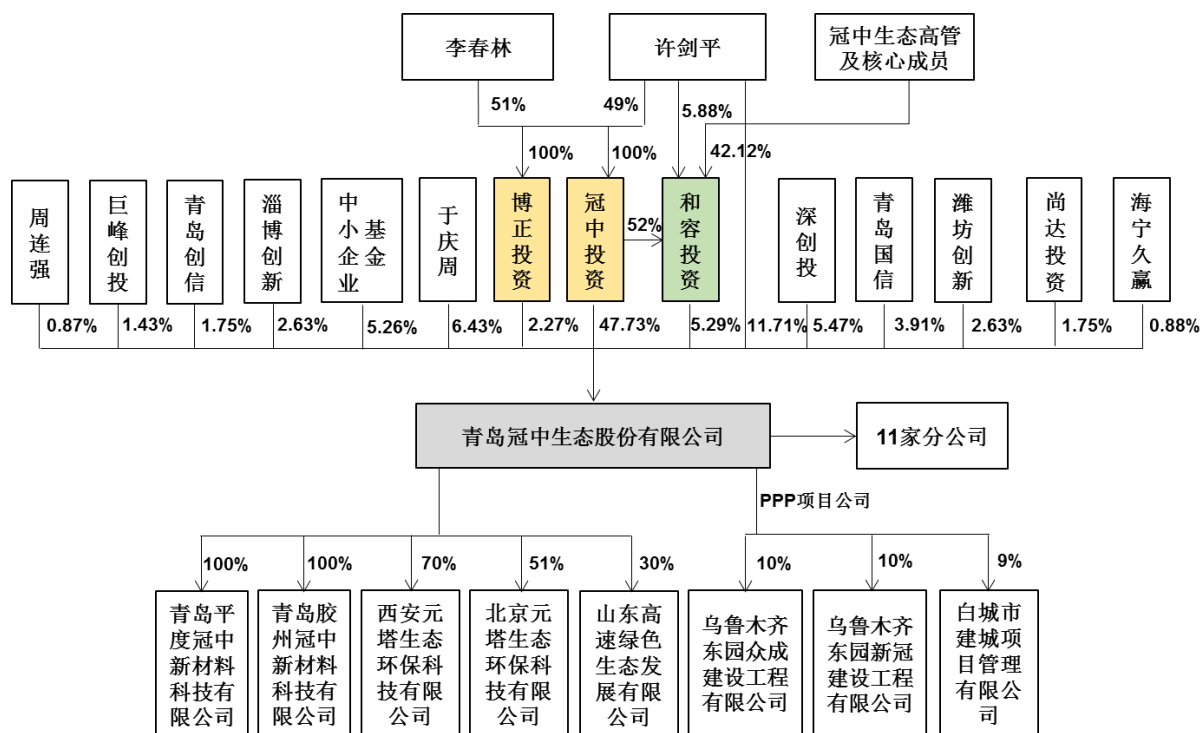 李春林
许剑平
冠中生态高管
及核心成员
51%
49%
5.88%
100%
100%
42.12%
周连强
巨峰创投
青岛创信
淄博创新
中小企业
基金
于庆周
博正投资
冠中投资
52%
和容投资
深创投
青岛国信
潍坊创新
尚达投资
海宁久赢
0.87%
1.43%
1.75%
2.63%
5.26%
6.43%
2.27%
47.73%
5.29%
11.71%
5.47%
3.91%
2.63%
1.75%
0.88%
青岛冠中生态股份有限公司
11家分公司
PPP项目公司
100%
100%
70%
51%
30%
10%
10%
9%
青岛平
度冠中
新材料
科技有
限公司
青岛胶
州冠中
新材料
科技有
限公司
西安元
塔生态
环保科
技有限
公司
北京元
塔生态
环保科
技有限
公司
山东高
速绿色
生态发
展有限
公司
乌鲁木齐
东园众成
建设工程
有限公司
乌鲁木齐
东园新冠
建设工程
有限公司
白城市
建城项
目管理
有限公
司